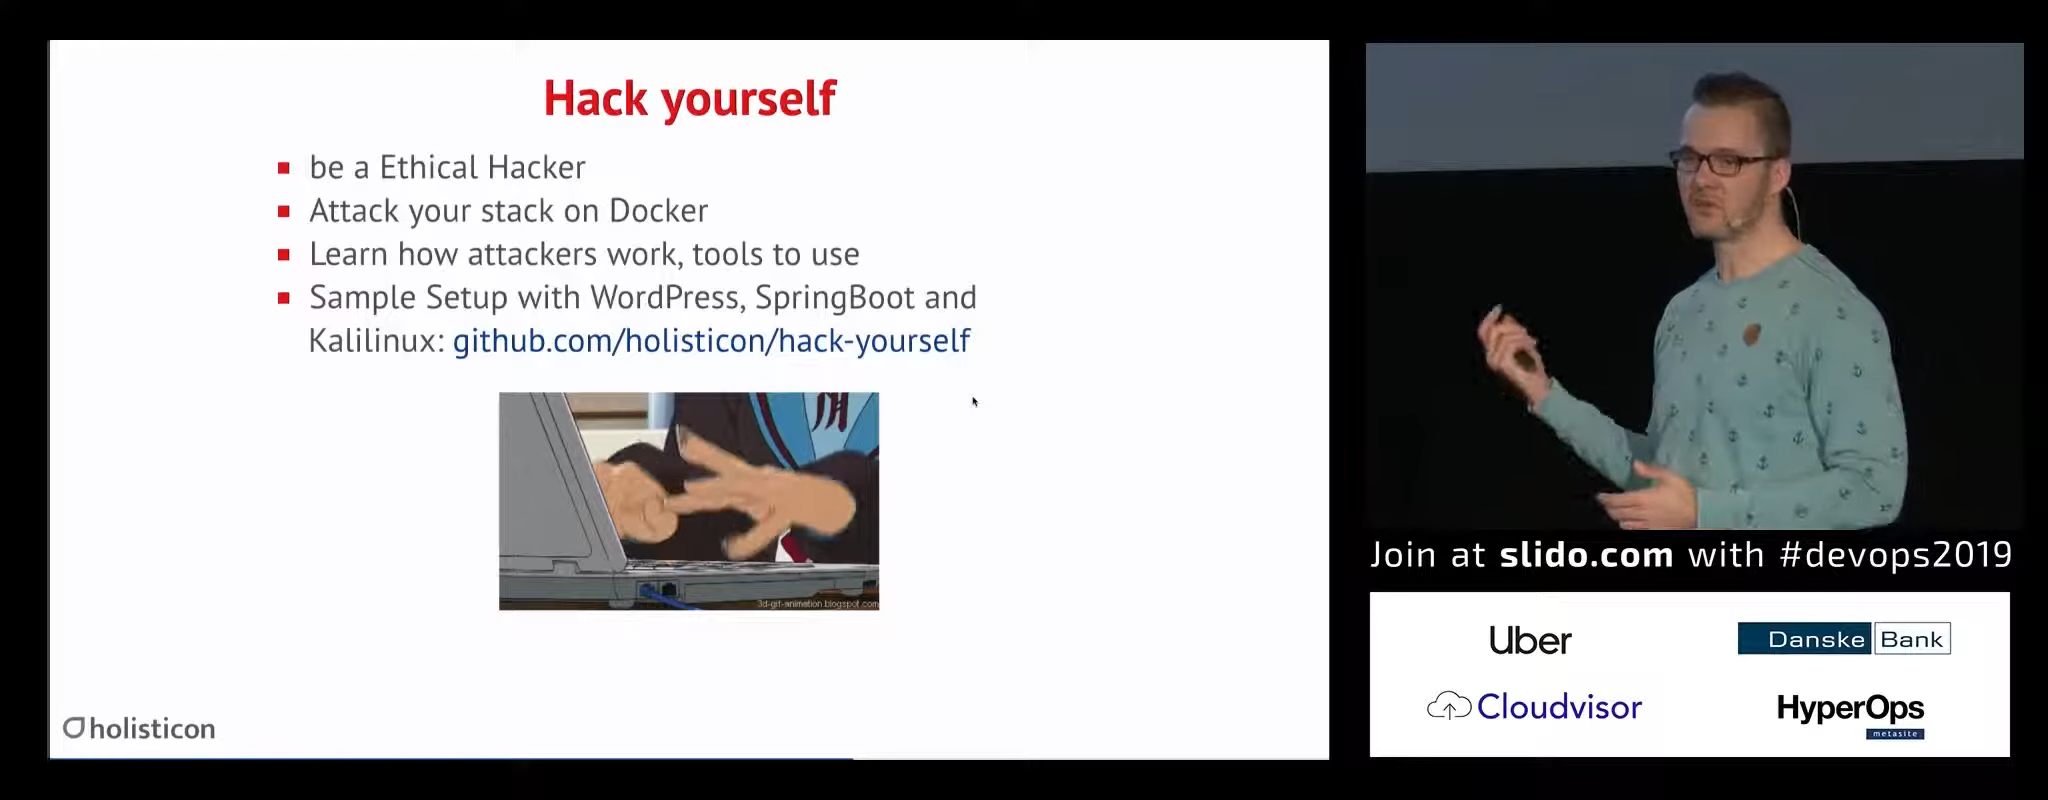 Hack yourself
be a Ethical Hacker
Attack your stack on Docker
Learn how attackers work, tools to use
Sample Setup with WordPress, SpringBoot and
Kalilinux: github.com/holisticon/hack-yourself
3d-gif-animation.blogspot.com
holisticon
Join at slido.com with #devops2019
Uber
Danske Bank
Cloudvisor
HyperOps
metasite